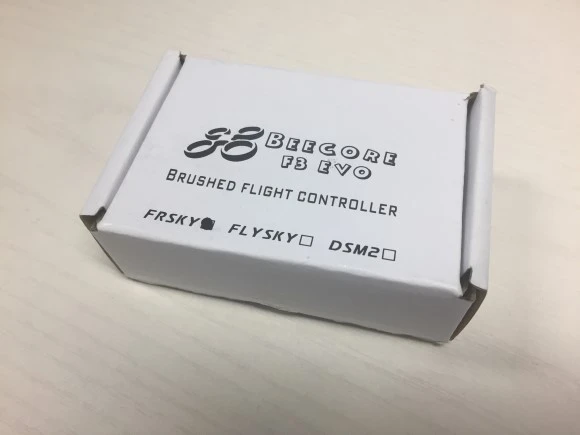 BEECORE
F3 EVO
BRUSHED FLIGHT CONTROLLER
FRSKY FLYSKY DSM2